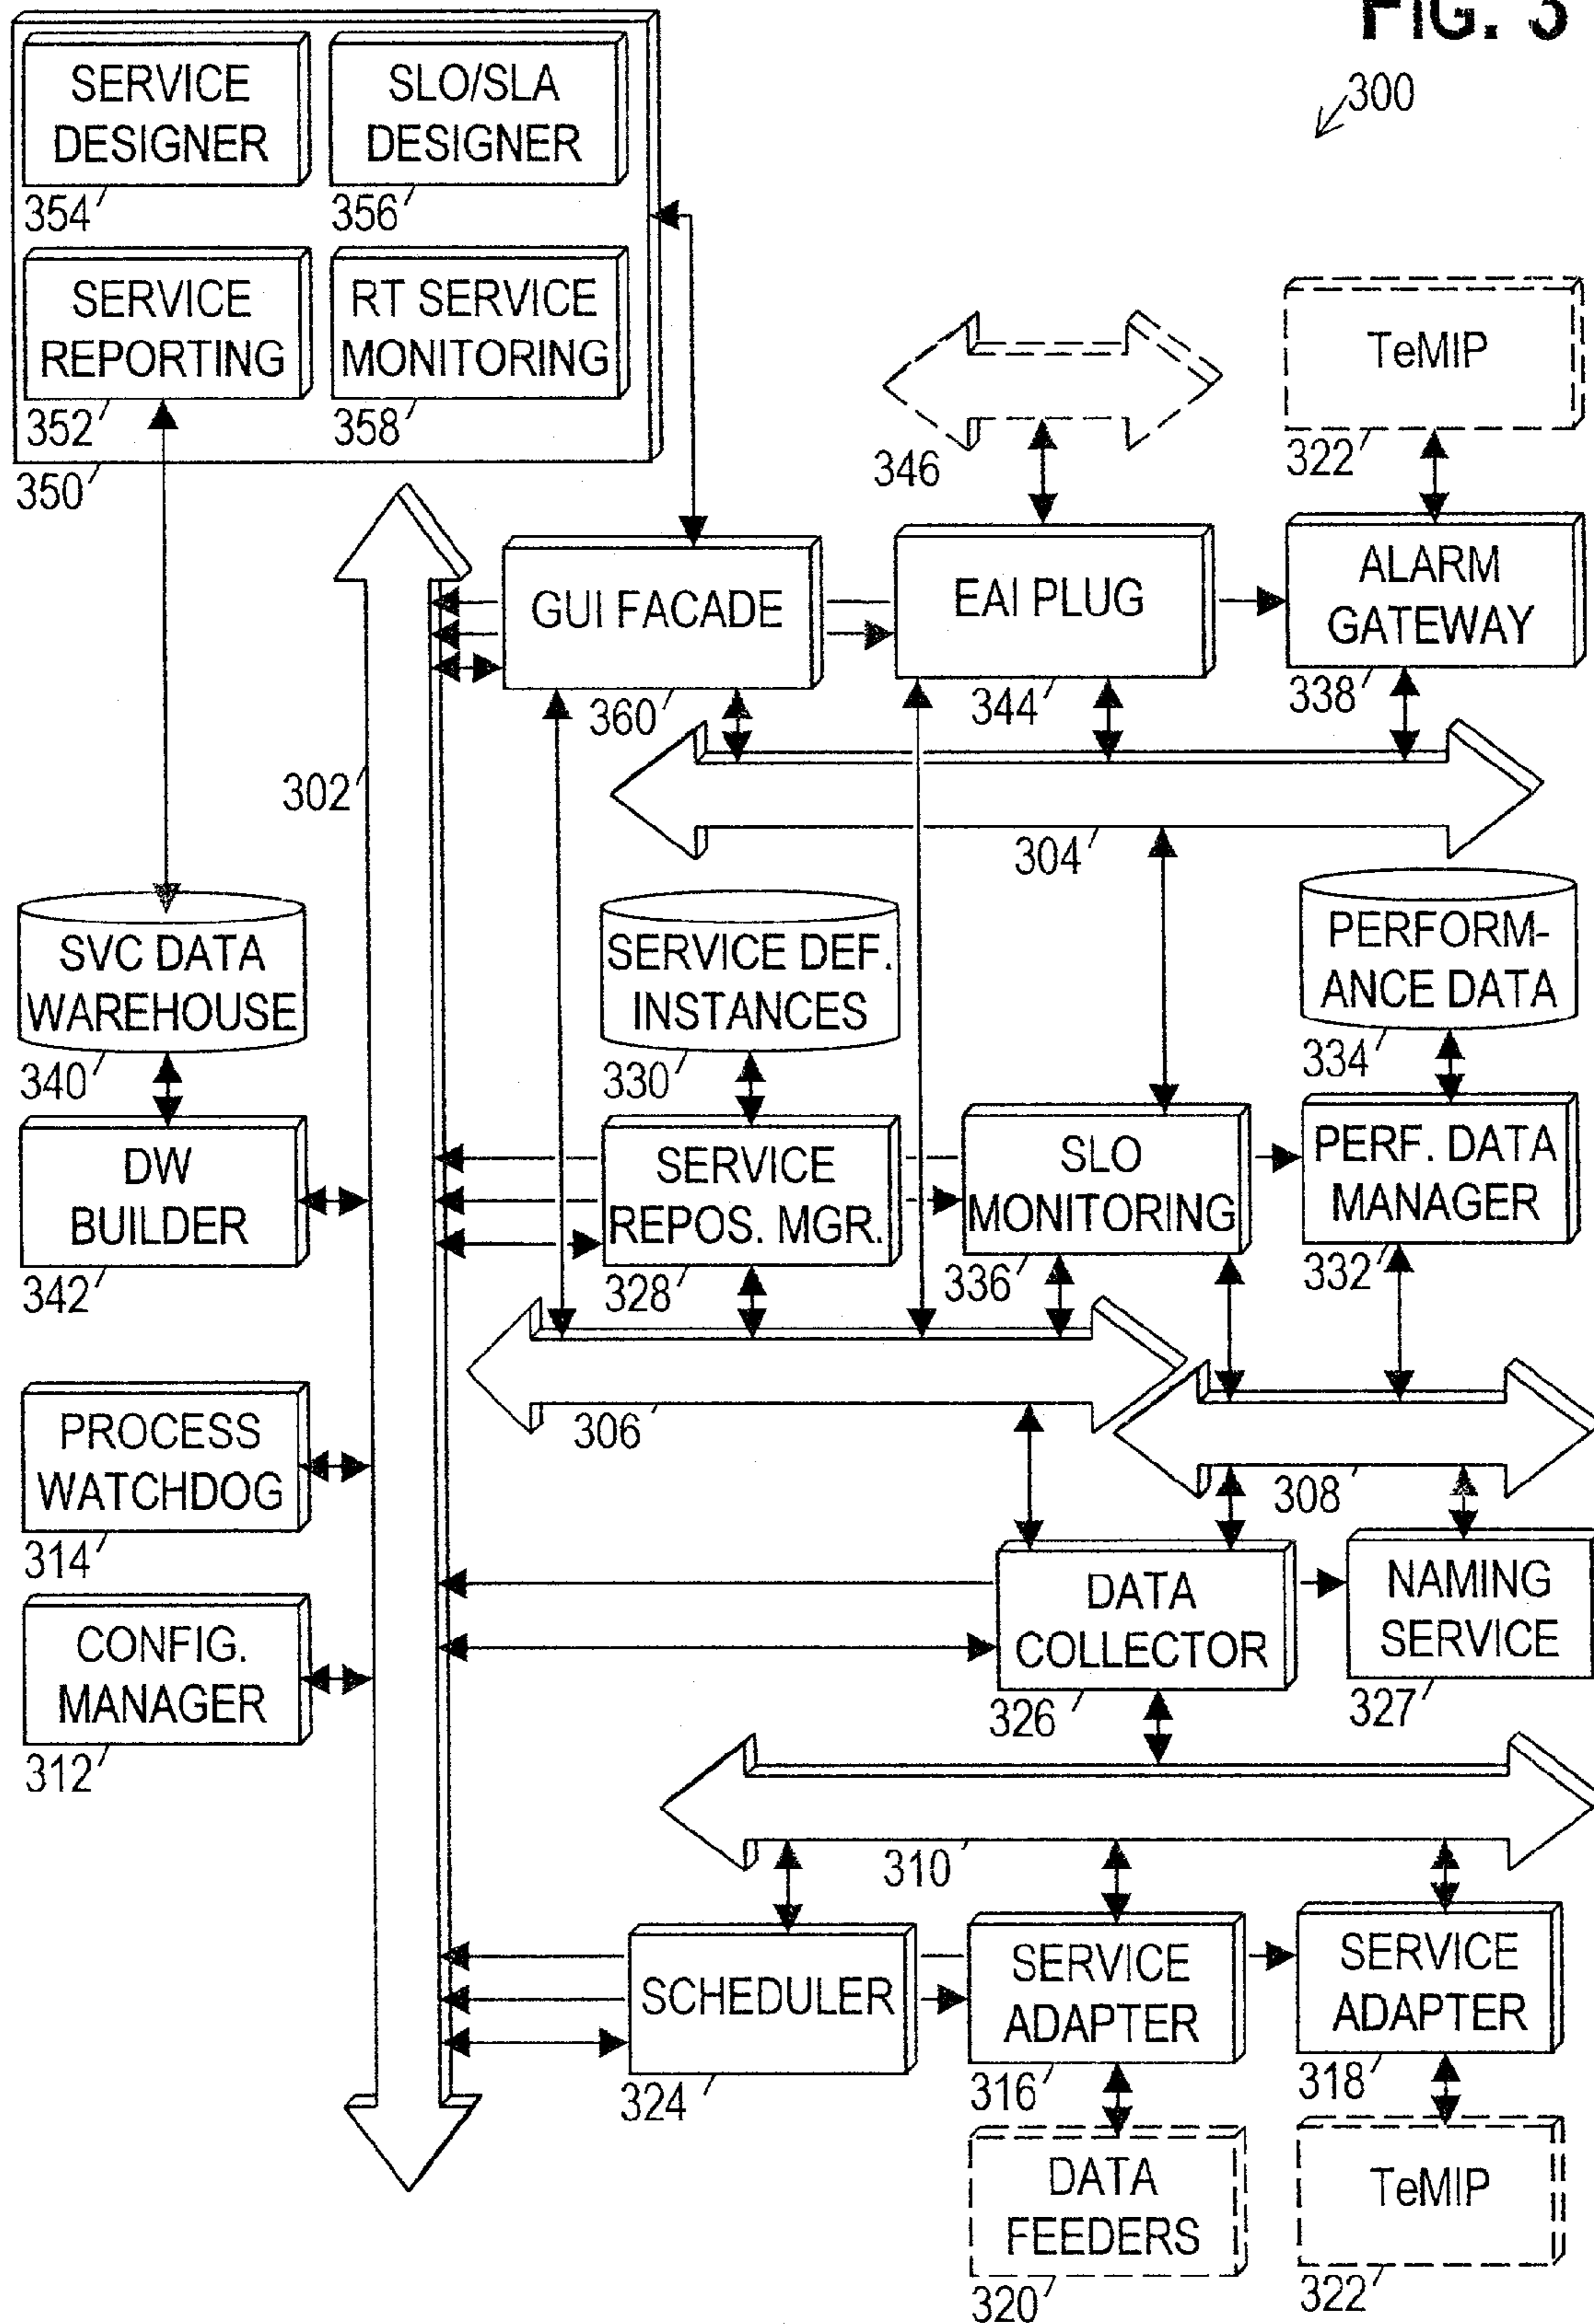 FIG. 3
300
SERVICE
DESIGNER
354
SLO/SLA
DESIGNER
356
SERVICE
REPORTING
352
RT SERVICE
MONITORING
358
350
346
TeMIP
322
GUI FACADE
360
EAI PLUG
344
ALARM
GATEWAY
338
302
304
SVC DATA
WAREHOUSE
340
SERVICE DEF.
INSTANCES
330
PERFORM-
ANCE DATA
334
DW
BUILDER
342
SERVICE
REPOS. MGR.
328
SLO
MONITORING
336
PERF. DATA
MANAGER
332
306
308
PROCESS
WATCHDOG
314
DATA
COLLECTOR
326
NAMING
SERVICE
327
CONFIG.
MANAGER
312
310
SCHEDULER
324
SERVICE
ADAPTER
316
SERVICE
ADAPTER
318
DATA
FEEDERS
320
TeMIP
322